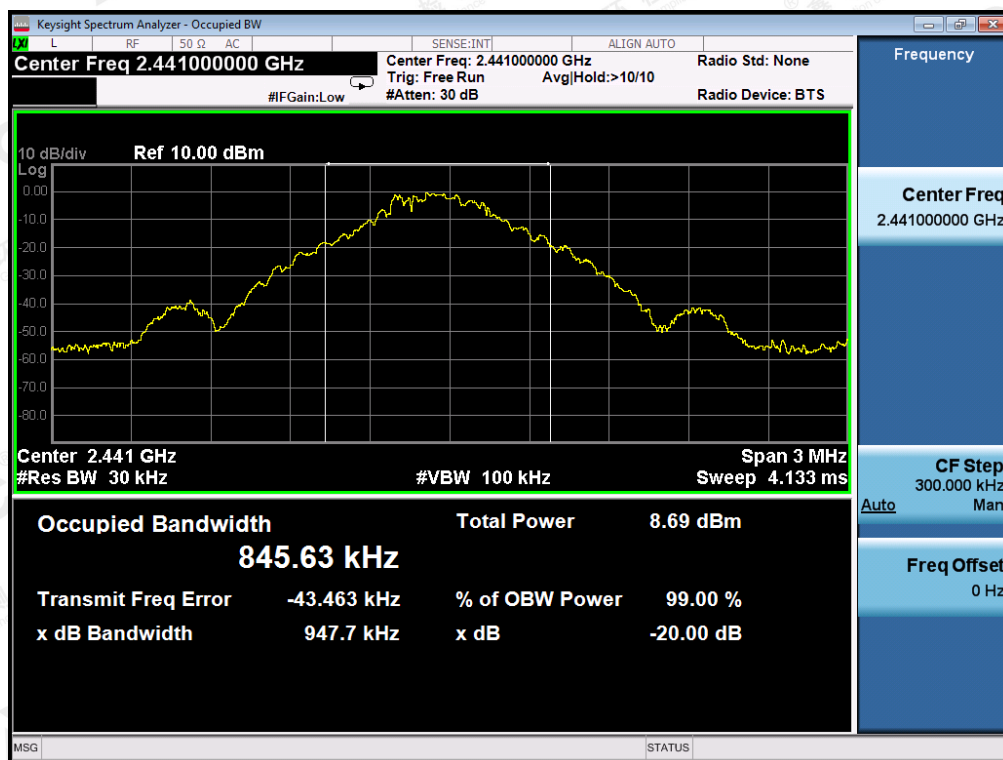 Keysight Spectrum Analyzer - Occupied BW
LXI L RF 50 Ω AC SENSE:INT ALIGN AUTO
Center Freq 2.441000000 GHz
Center Freq: 2.441000000 GHz Radio Std: None
Trig: Free Run Avg|Hold:>10/10
#IFGain:Low #Atten: 30 dB Radio Device: BTS
10 dB/div Ref 10.00 dBm
Log
0.00
-10.0
-20.0
-30.0
-40.0
-50.0
-60.0
-70.0
-80.0
Center 2.441 GHz Span 3 MHz
#Res BW 30 kHz #VBW 100 kHz Sweep 4.133 ms
Occupied Bandwidth Total Power 8.69 dBm
845.63 kHz
Transmit Freq Error -43.463 kHz % of OBW Power 99.00 %
x dB Bandwidth 947.7 kHz x dB -20.00 dB
MSG STATUS
Frequency
Center Freq
2.441000000 GHz
CF Step
300.000 kHz
Auto Man
Freq Offset
0 Hz